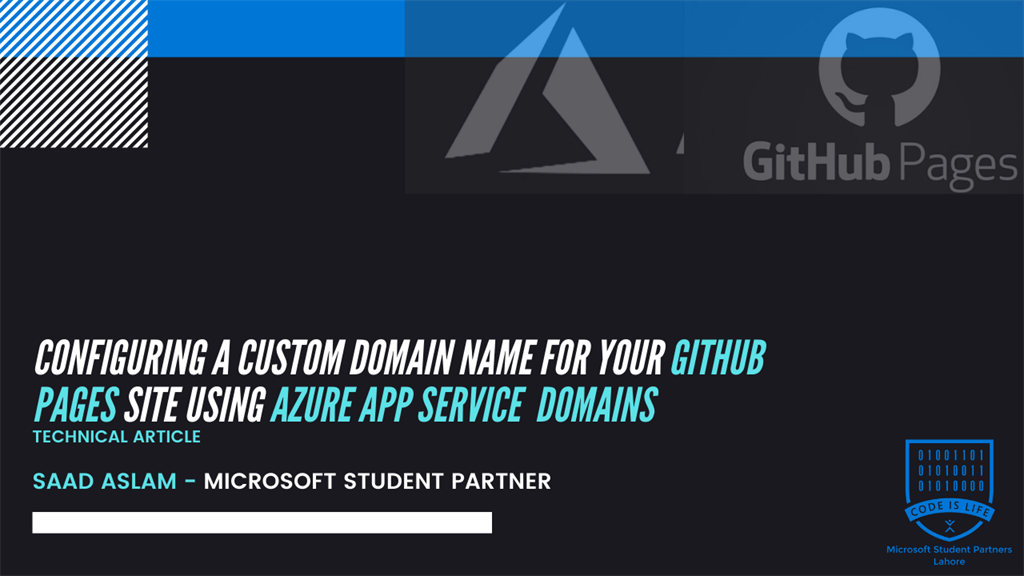 GitHub Pages
CONFIGURING A CUSTOM DOMAIN NAME FOR YOUR GITHUB
PAGES SITE USING AZURE APP SERVICE DOMAINS
TECHNICAL ARTICLE
SAAD ASLAM - MICROSOFT STUDENT PARTNER
01001101
01010011
01010000
CODE IS LIFE
Microsoft Student Partners
Lahore